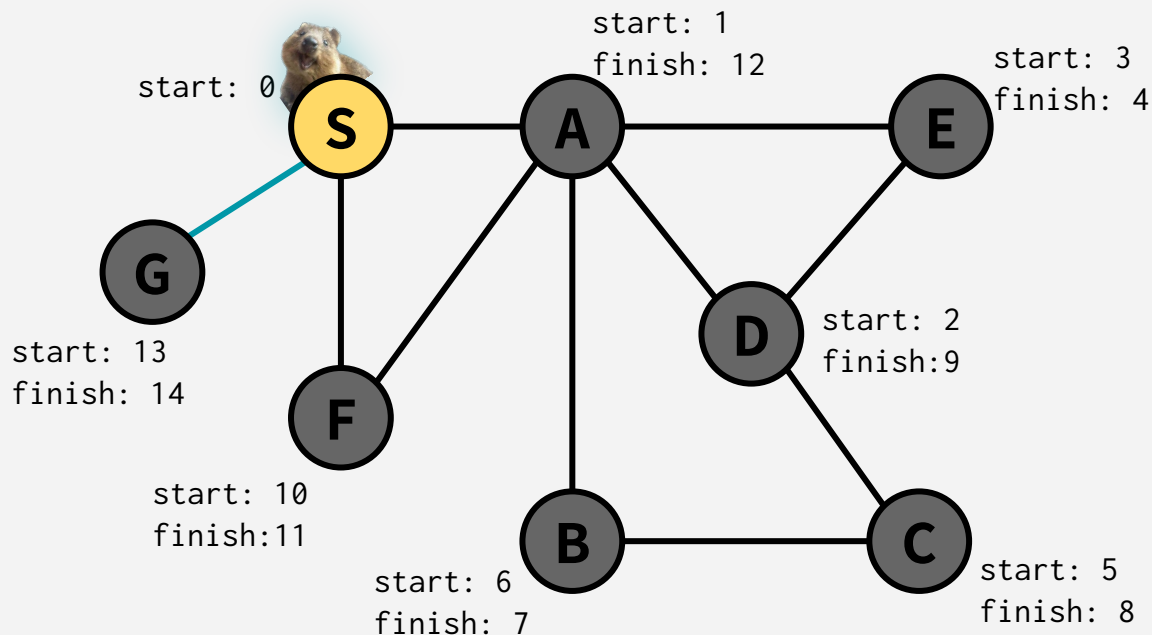 start: 1
finish: 12
start: 3
finish: 4
start: 0
S
A
E
G
D
start: 2
finish:9
start: 13
finish: 14
F
start: 10
finish:11
B
C
start: 6
finish: 7
start: 5
finish: 8